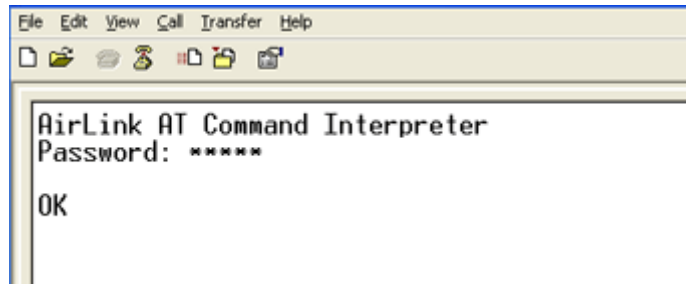 File Edit View Call Transfer Help
AirLink AT Command Interpreter
Password: *****
OK